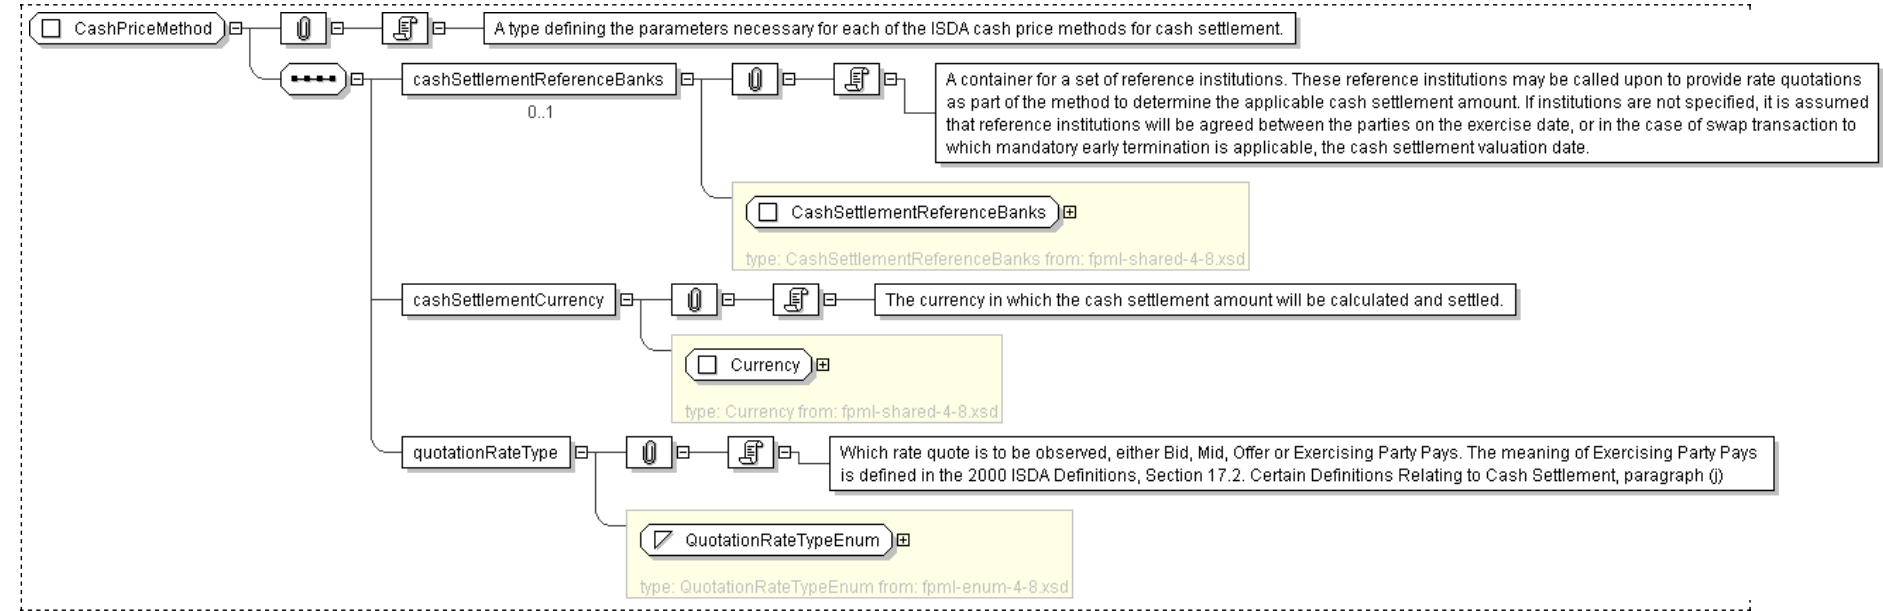 CashPriceMethod
A type defining the parameters necessary for each of the ISDA cash price methods for cash settlement.
cashSettlementReferenceBanks
0..1
A container for a set of reference institutions. These reference institutions may be called upon to provide rate quotations
as part of the method to determine the applicable cash settlement amount. If institutions are not specified, it is assumed
that reference institutions will be agreed between the parties on the exercise date, or in the case of swap transaction to
which mandatory early termination is applicable, the cash settlement valuation date.
CashSettlementReferenceBanks
type: CashSettlementReferenceBanks from: fpml-shared-4-8.xsd
cashSettlementCurrency
The currency in which the cash settlement amount will be calculated and settled.
Currency
type: Currency from: fpml-shared-4-8.xsd
quotationRateType
Which rate quote is to be observed, either Bid, Mid, Offer or Exercising Party Pays. The meaning of Exercising Party Pays
is defined in the 2000 ISDA Definitions, Section 17.2. Certain Definitions Relating to Cash Settlement, paragraph (j)
QuotationRateTypeEnum
type: QuotationRateTypeEnum from: fpml-enum-4-8.xsd